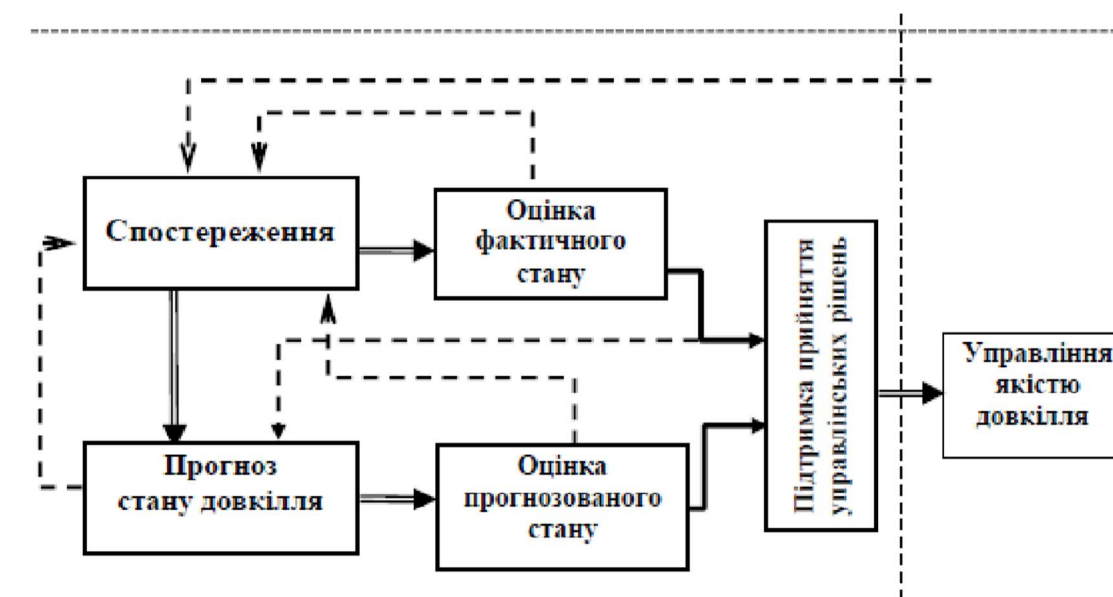 Спостереження
Оцінка
фактичного
стану
Підтримка прийняття
управлінських рішень
Управління
якістю
довкілля
Прогноз
стану довкілля
Оцінка
прогнозованого
стану